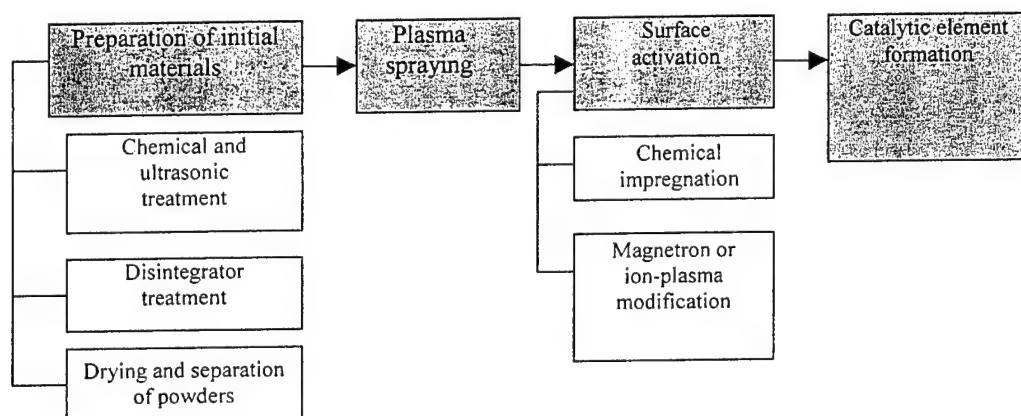 Preparation of initial
materials
Plasma
spraying
Surface
activation
Catalytic element
formation
Chemical and
ultrasonic
treatment
Disintegrator
treatment
Drying and separation
of powders
Chemical
impregnation
Magnetron or
ion-plasma
modification